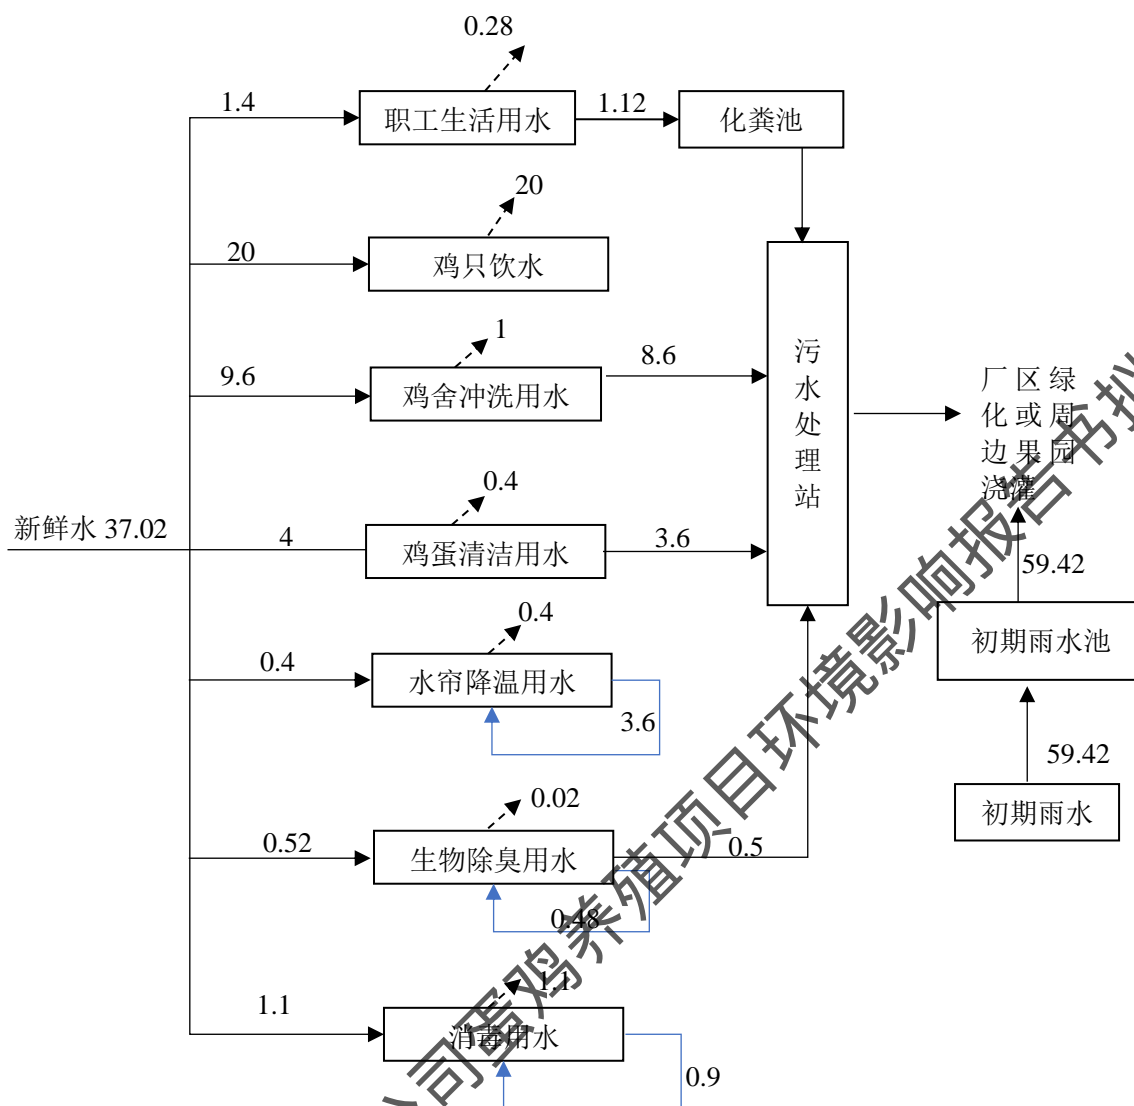 0.28
1.4
职工生活用水
1.12
化粪池
20
20
鸡只饮水
1
9.6
鸡舍冲洗用水
8.6
污
水
处
理
站
厂区绿
化或周
边果园
浇灌
0.4
新鲜水 37.02
4
鸡蛋清洁用水
3.6
59.42
初期雨水池
0.4
0.4
水帘降温用水
3.6
59.42
初期雨水
0.02
0.52
生物除臭用水
0.5
0.48
1.1
1.1
消毒用水
0.9
公司蛋鸡养殖项目环境影响报告书拟